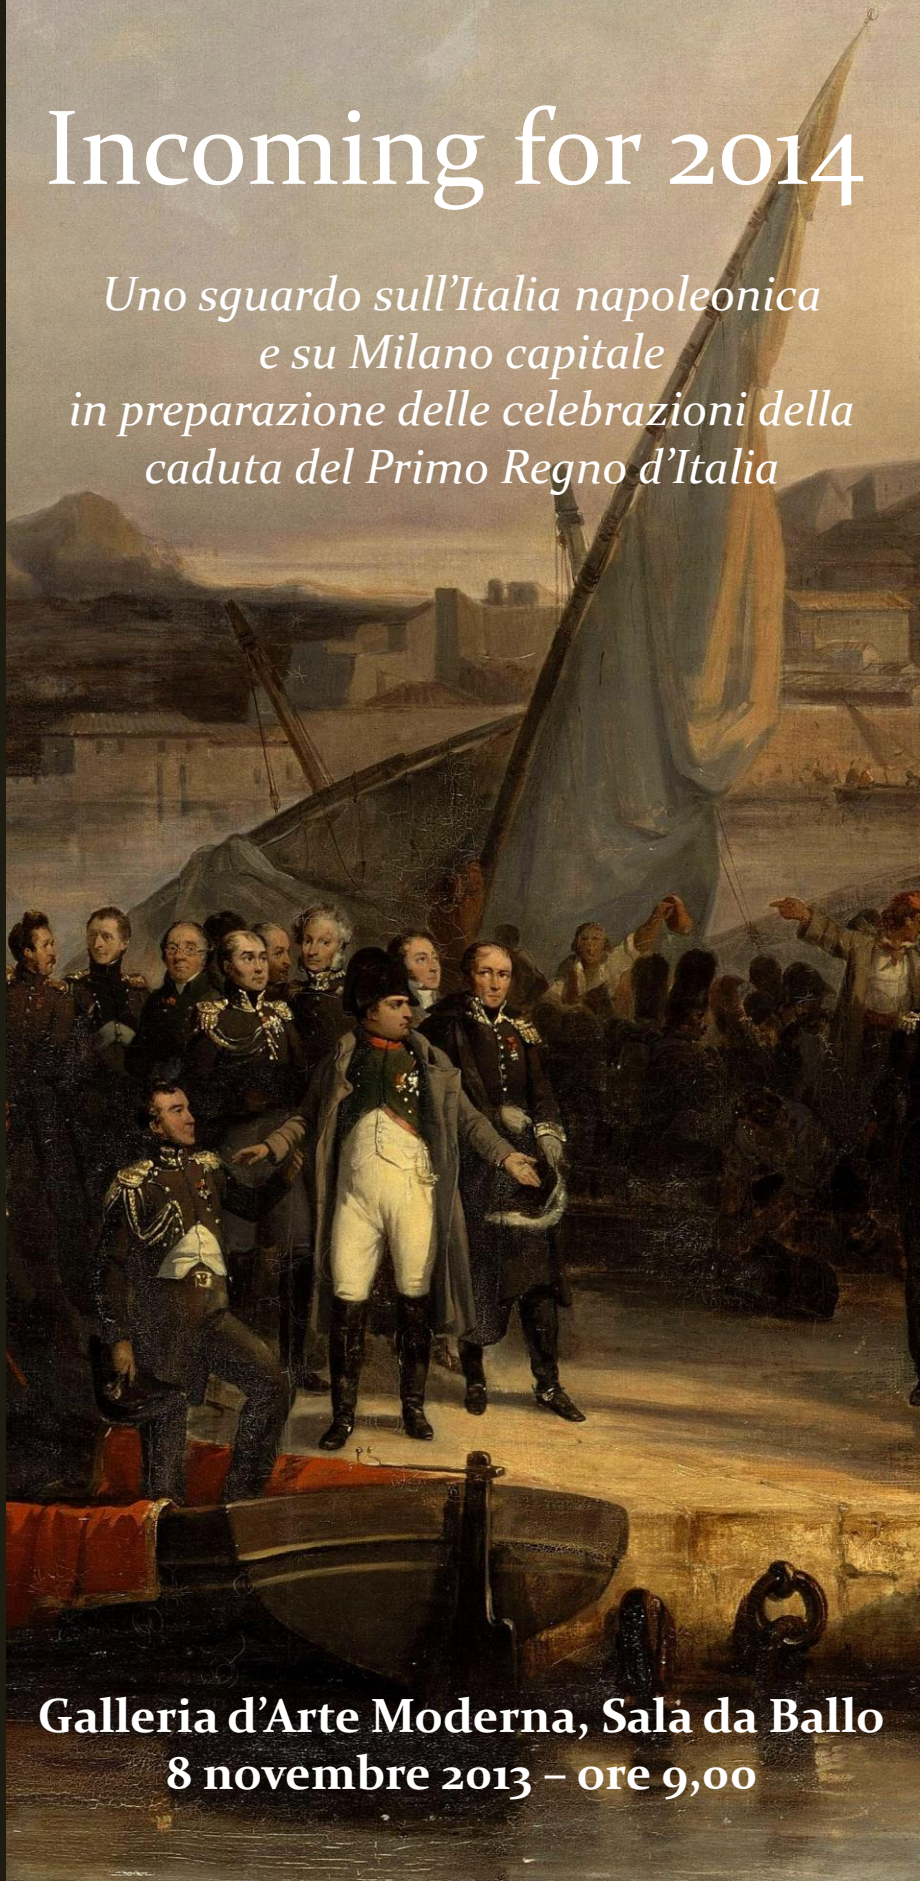 Incoming for 2014
Uno sguardo sull’Italia napoleonica
e su Milano capitale
in preparazione delle celebrazioni della
caduta del Primo Regno d’Italia
Galleria d’Arte Moderna, Sala da Ballo
8 novembre 2013 – ore 9,00